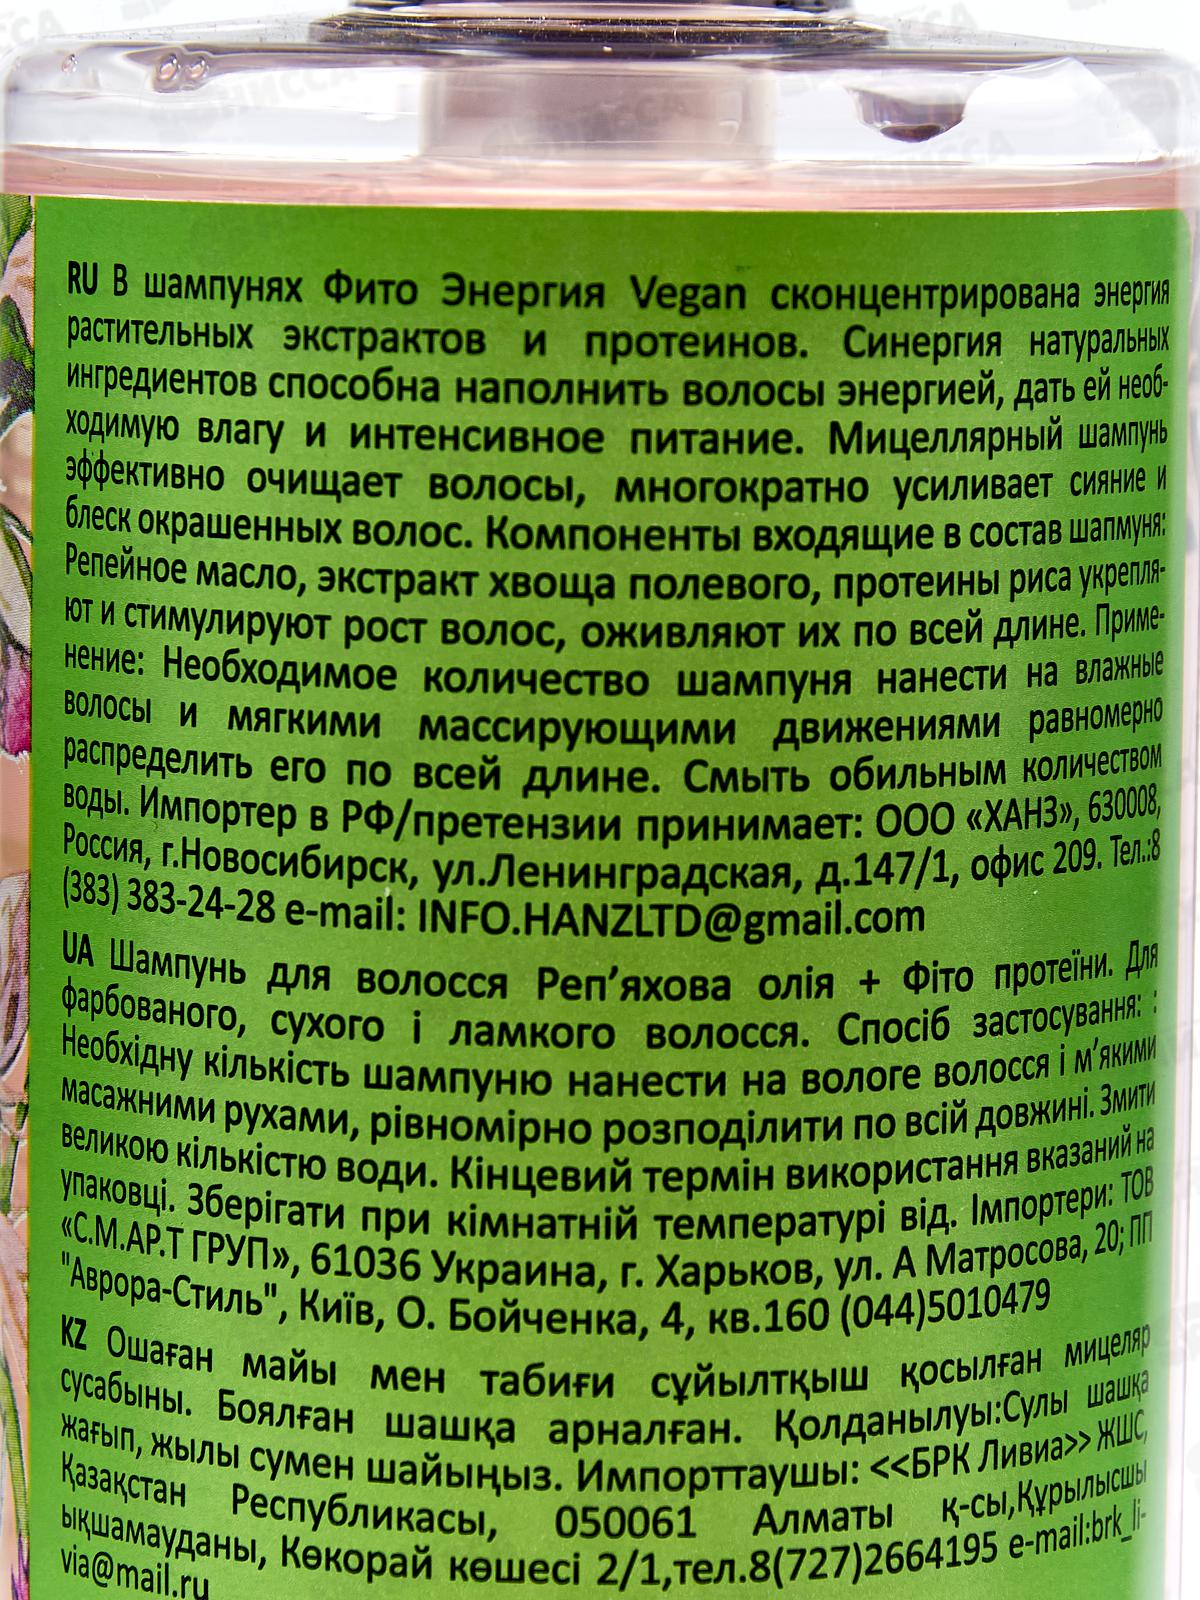 RU В шампунях Фито Энергия Vegan сконцентрирована энергия
растительных экстрактов и протеинов. Синергия натуральных
ингредиентов способна наполнить волосы энергией, дать ей необ-
ходимую влагу и интенсивное питание. Мицеллярный шампунь
эффективно очищает волосы, многократно усиливает сияние и
блеск окрашенных волос. Компоненты входящие в состав шапмуня:
Репейное масло, экстракт хвоща полевого, протеины риса укрепля-
ют и стимулируют рост волос, оживляют их по всей длине. Приме-
нение: Необходимое количество шампуня нанести на влажные
волосы и мягкими массирующими движениями равномерно
распределить его по всей длине. Смыть обильным количеством
воды. Импортер в РФ/претензии принимает: ООО «ХАНЗ», 630008,
Россия, г.Новосибирск, ул.Ленинградская, д.147/1, офис 209. Тел.:8
(383) 383-24-28 e-mail: INFO.HANZLTD@gmail.com
UA Шампунь для волосся Реп’яхова олія + Фіто протеїни. Для
фарбованого, сухого і ламкого волосся. Спосіб застосування: :
Необхідну кількість шампуню нанести на вологе волосся і м’якими
масажними рухами, рівномірно розподілити по всій довжині. Змити
великою кількістю води. Кінцевий термін використання вказаний на
упаковці. Зберігати при кімнатній температурі від. Імпортери: ТОВ
«С.М.АР.Т ГРУП», 61036 Украина, г. Харьков, ул. А Матросова, 20; ПП
"Аврора-Стиль", Київ, О. Бойченка, 4, кв.160 (044)5010479
KZ Ошаған майы мен табиғи сұйылтқыш қосылған мицеляр
сусабыны. Боялған шашқа арналған. Қолданылуы:Сулы шашқа
жағып, жылы сумен шайыңыз. Импорттаушы: <<БРК Ливиа>> ЖШС,
Қазақстан Республикасы, 050061 Алматы қ-сы,Құрылысшы
ықшамауданы, Көкорай көшесі 2/1,тел.8(727)2664195 e-mail:brk_li-
via@mail.ru